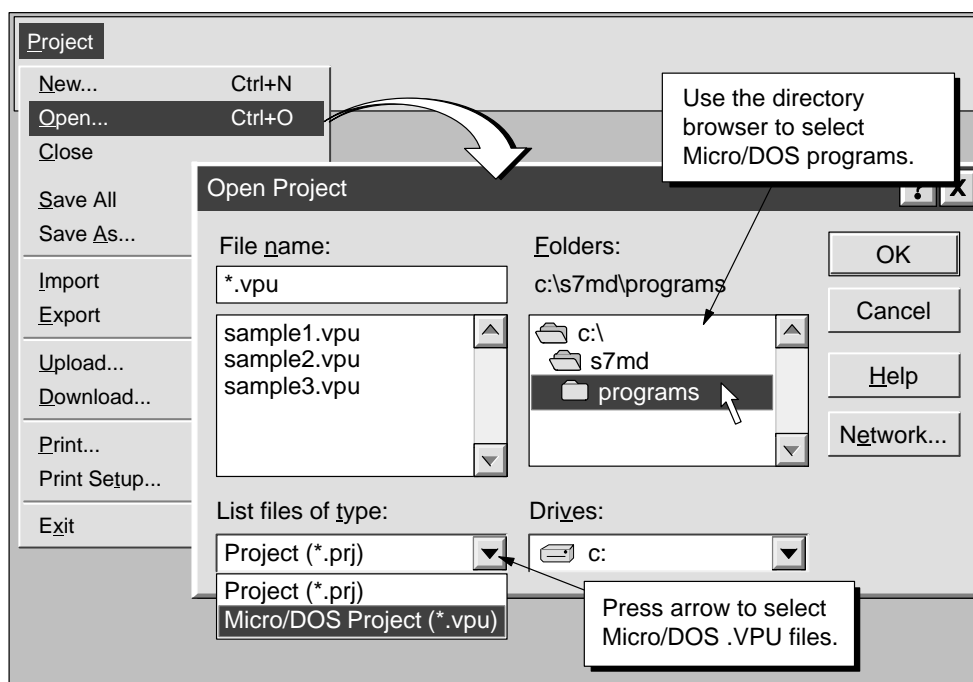 Project
New... Ctrl+N
Open... Ctrl+O
Close
Save All
Save As...
Import
Export
Upload...
Download...
Print...
Print Setup...
Exit
Use the directory
browser to select
Micro/DOS programs.
Open Project
? X
File name:
*.vpu
sample1.vpu
sample2.vpu
sample3.vpu
Folders:
c:\s7md\programs
c:\
s7md
programs
OK
Cancel
Help
Network...
List files of type:
Project (*.prj)
Project (*.prj)
Micro/DOS Project (*.vpu)
Drives:
c:
Press arrow to select
Micro/DOS .VPU files.